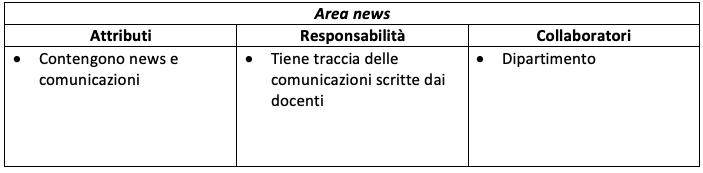 Area news
Attributi
Responsabilità
Collaboratori
• Contengono news e
comunicazioni
• Tiene traccia delle
comunicazioni scritte dai
docenti
• Dipartimento